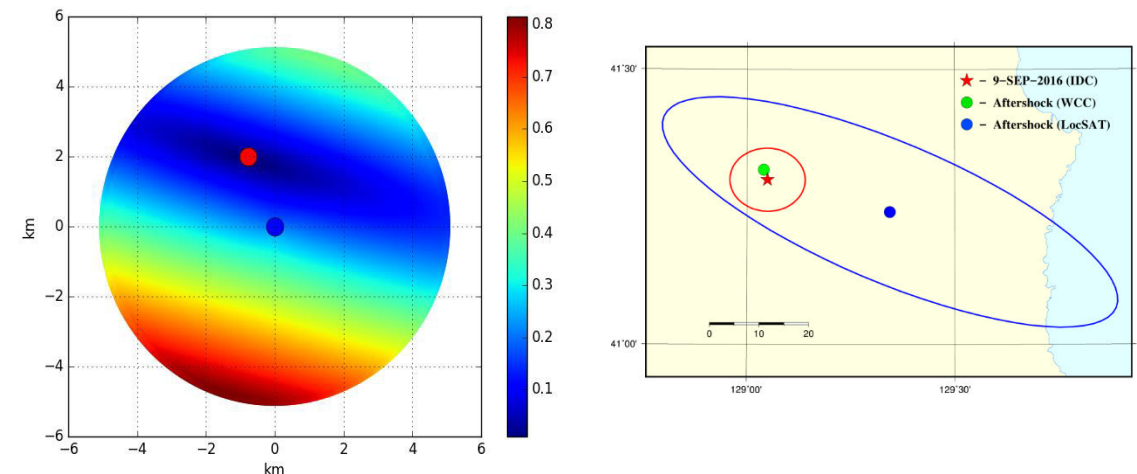 6
4
2
0
−2
−4
−6
km
−6 −4 −2 0 2 4 6
km
0.8
0.7
0.6
0.5
0.4
0.3
0.2
0.1
41˚30'
41˚00'
129˚00' 129˚30'
- 9-SEP-2016 (IDC)
- Aftershock (WCC)
- Aftershock (LocSAT)
0 10 20